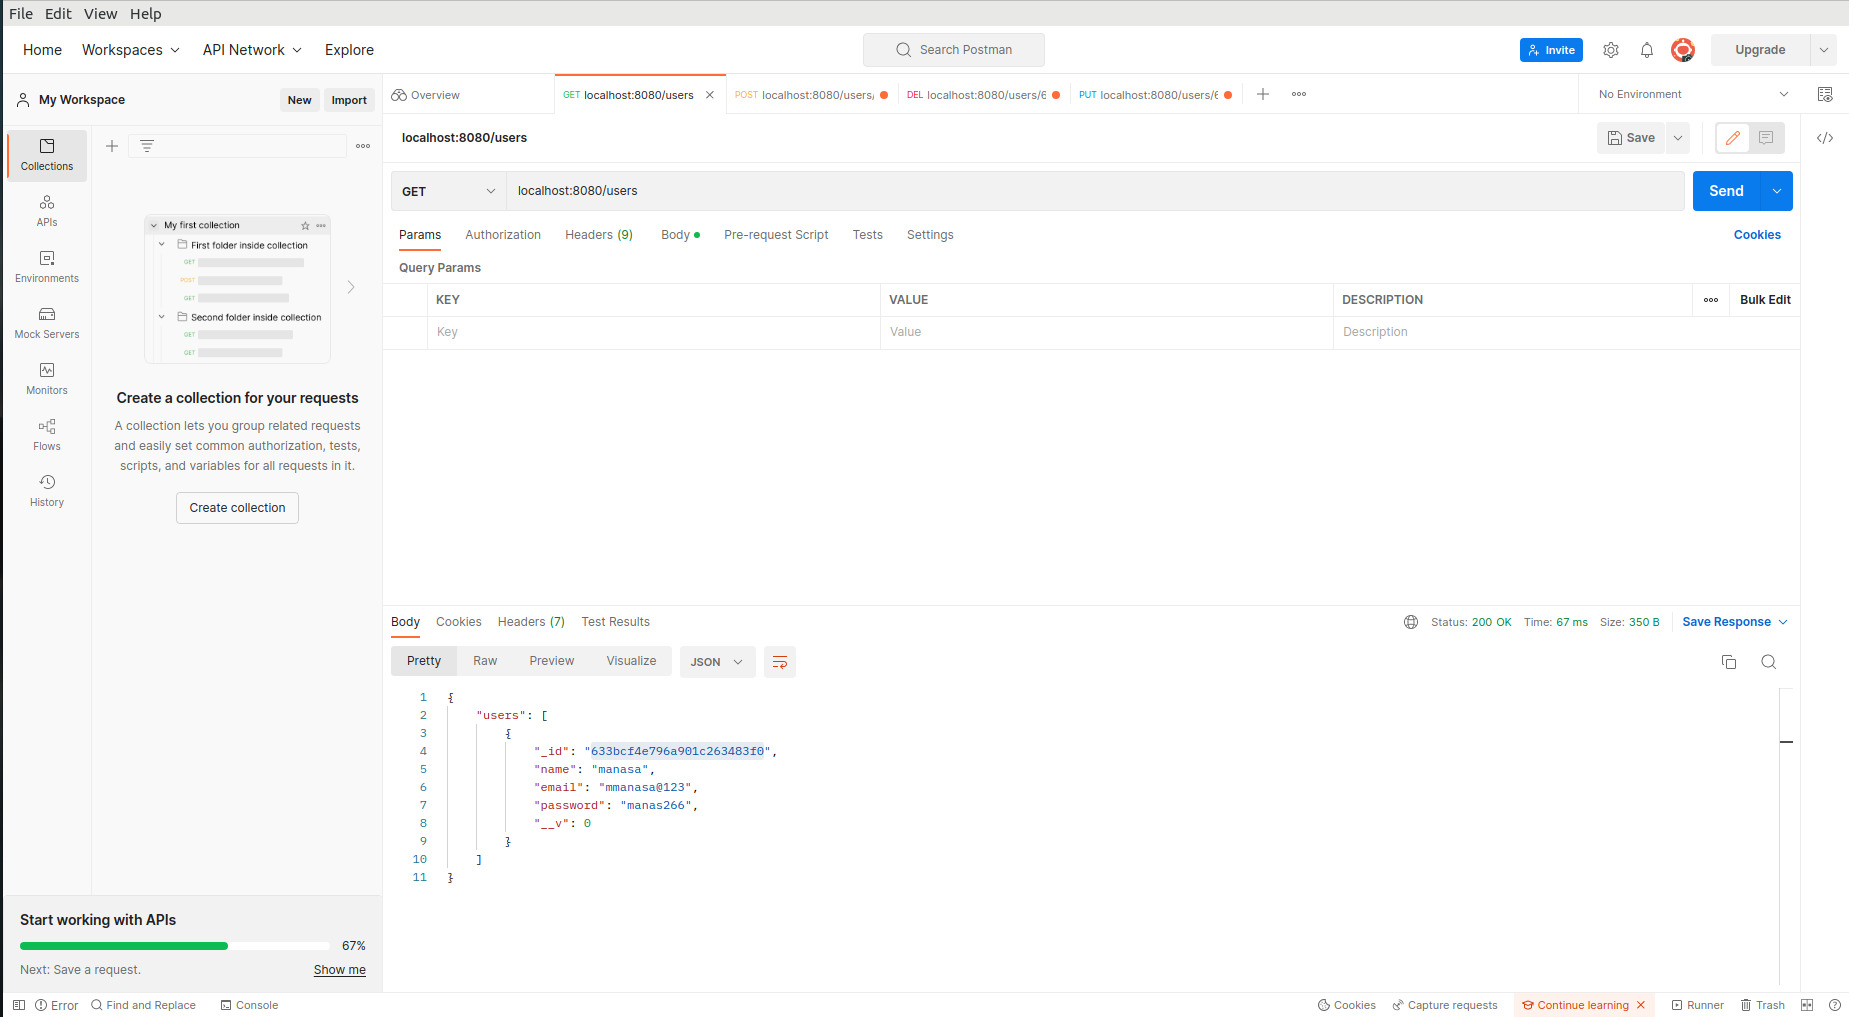 File Edit View Help
Home Workspaces API Network Explore Search Postman Invite Upgrade
My Workspace New Import
Overview GET localhost:8080/users POST localhost:8080/users/ DEL localhost:8080/users/6 PUT localhost:8080/users/6 No Environment
localhost:8080/users Save
Collections
APIs
Environments
Mock Servers
Monitors
Flows
History
My first collection
First folder inside collection
GET
POST
GET
Second folder inside collection
GET
GET
Create a collection for your requests
A collection lets you group related requests
and easily set common authorization, tests,
scripts, and variables for all requests in it.
Create collection
Start working with APIs
67%
Next: Save a request. Show me
GET localhost:8080/users Send
Params Authorization Headers (9) Body Pre-request Script Tests Settings Cookies
Query Params
KEY VALUE DESCRIPTION Bulk Edit
Key Value Description
Body Cookies Headers (7) Test Results Status: 200 OK Time: 67 ms Size: 350 B Save Response
Pretty Raw Preview Visualize JSON
1 {
2 "users": [
3 {
4 "_id": "633bcf4e796a901c263483f0",
5 "name": "manasa",
6 "email": "mmanasa@123",
7 "password": "manas266",
8 "__v": 0
9 }
10 ]
11 }
Error Find and Replace Console Cookies Capture requests Continue learning Runner Trash